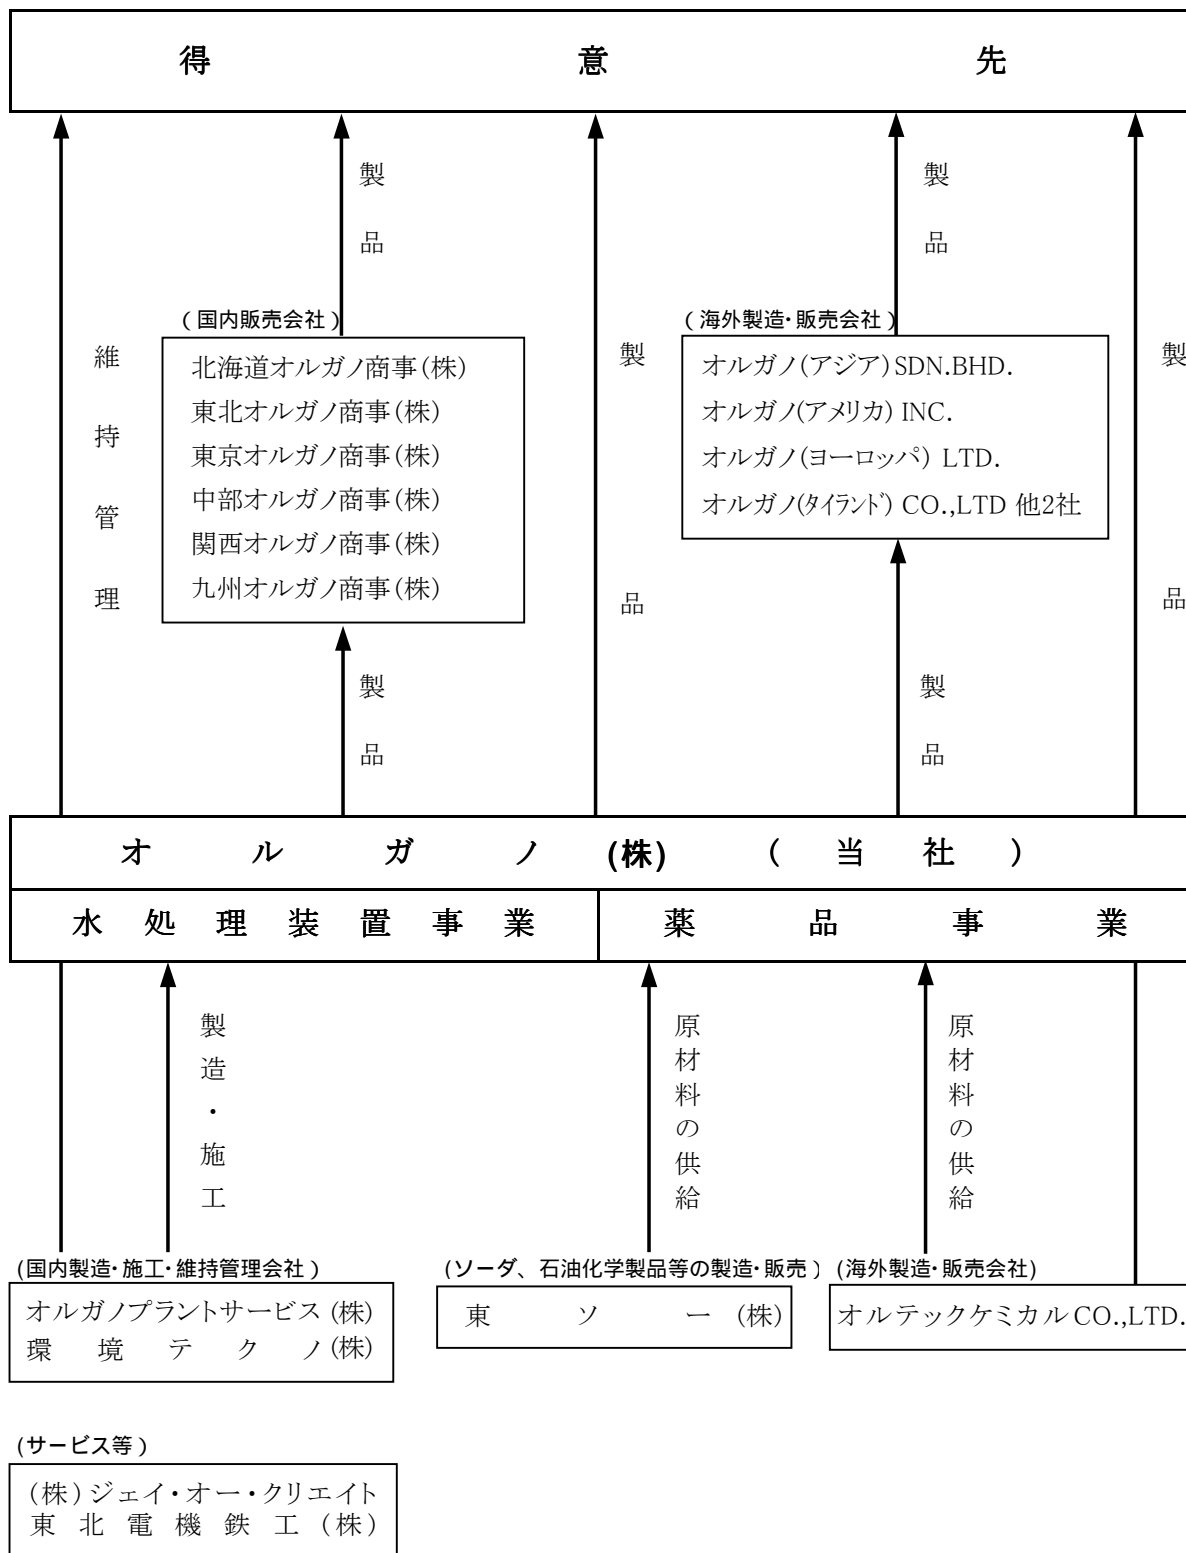 得意先
製品
製品
(国内販売会社)
(海外製造・販売会社)
維持管理
北海道オルガノ商事(株)
東北オルガノ商事(株)
東京オルガノ商事(株)
中部オルガノ商事(株)
関西オルガノ商事(株)
九州オルガノ商事(株)
製品
オルガノ(アジア)SDN.BHD.
オルガノ(アメリカ) INC.
オルガノ(ヨーロッパ) LTD.
オルガノ(タイランド) CO.,LTD 他2社
製品
製品
製品
オルガノ(株)(当社)
水処理装置事業
薬品事業
製造・施工
原材料の供給
原材料の供給
(国内製造・施工・維持管理会社)
オルガノプラントサービス(株)
環境テクノ(株)
(ソーダ、石油化学製品等の製造・販売)
東ソー(株)
(海外製造・販売会社)
オルテックケミカルCO.,LTD.
(サービス等)
(株)ジェイ・オー・クリエイト
東北電機鉄工(株)